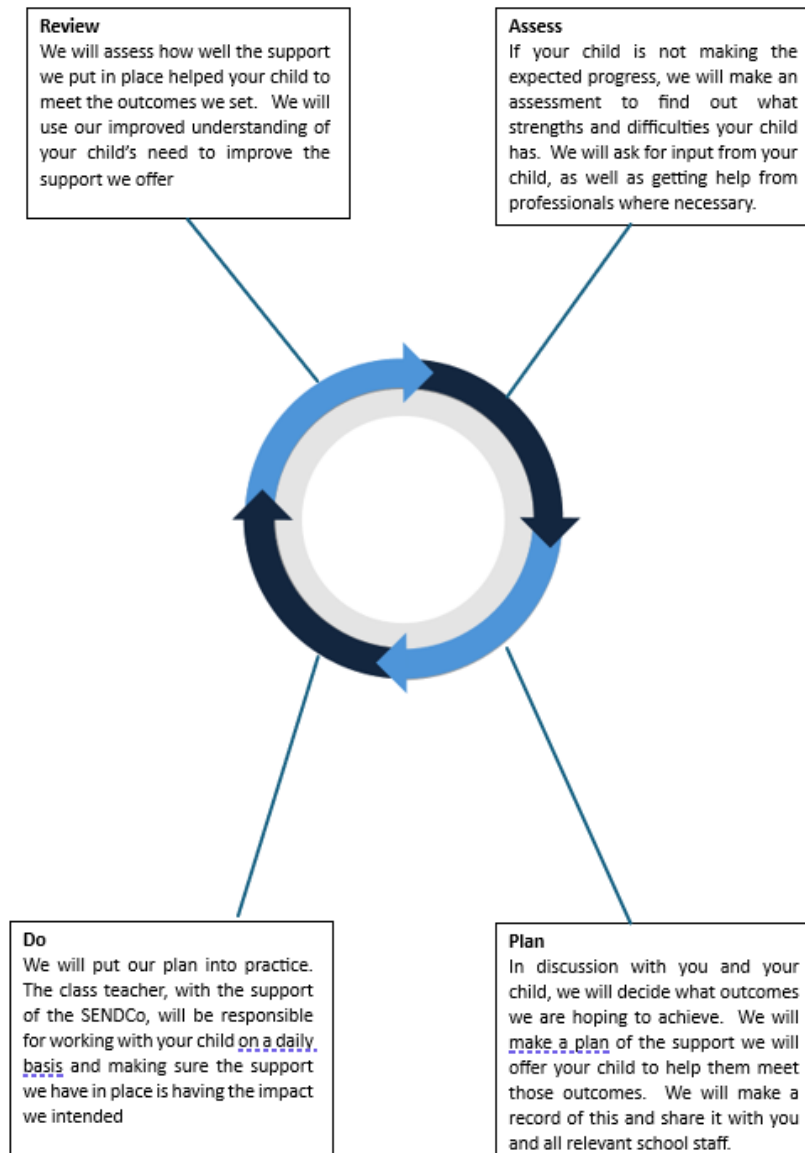 Review
We will assess how well the support
we put in place helped your child to
meet the outcomes we set. We will
use our improved understanding of
your child's need to improve the
support we offer
Assess
If your child is not making the
expected progress, we will make an
assessment to find out what
strengths and difficulties your child
has. We will ask for input from your
child, as well as getting help from
professionals where necessary.
Do
We will put our plan into practice.
The class teacher, with the support
of the SENDCo, will be responsible
for working with your child on a daily
basis and making sure the support
we have in place is having the impact
we intended
Plan
In discussion with you and your
child, we will decide what outcomes
we are hoping to achieve. We will
make a plan of the support we will
offer your child to help them meet
those outcomes. We will make a
record of this and share it with you
and all relevant school staff.